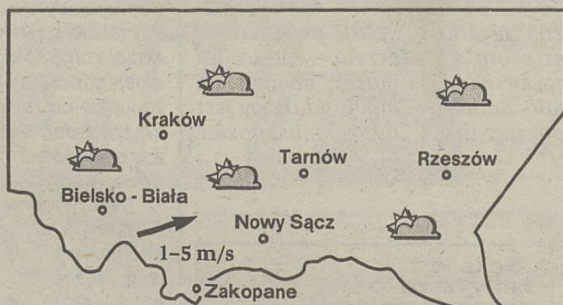 Kraków
Tarnów
Rzeszów
Bielsko - Biała
Nowy Sącz
1-5 m/s
Zakopane